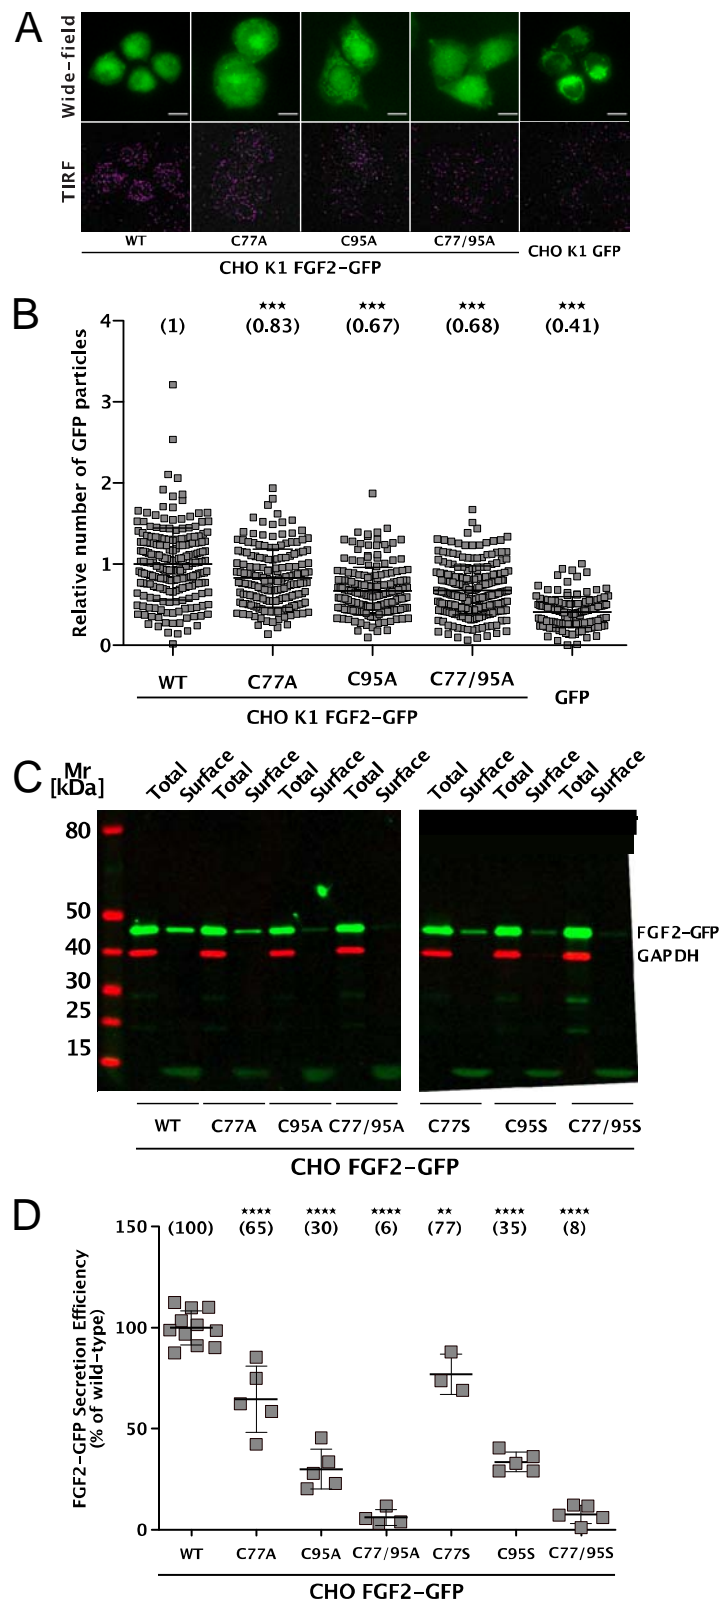 A
Wide-field
TIRF
WT C77A C95A C77/95A
CHO K1 GFP
CHO K1 FGF2-GFP
B
★★★ ★★★ ★★★ ★★★
(1) (0.83) (0.67) (0.68) (0.41)
Relative number of GFP particles
4
3
2
1
0
WT C77A C95A C77/95A
GFP
CHO K1 FGF2-GFP
C
Mr
[kDa]
Total Surface Total Surface Total Surface Total Surface Total Surface Total Surface Total Surface
80
50
40
30
25
15
FGF2-GFP
GAPDH
WT C77A C95A C77/95A C77S C95S C77/95S
CHO FGF2-GFP
D
★★★★ ★★★★ ★★★★ ★★ ★★★★ ★★★★
(100) (65) (30) (6) (77) (35) (8)
FGF2-GFP Secretion Efficiency
(% of wild-type)
150
100
50
0
WT C77A C95A C77/95A C77S C95S C77/95S
CHO FGF2-GFP